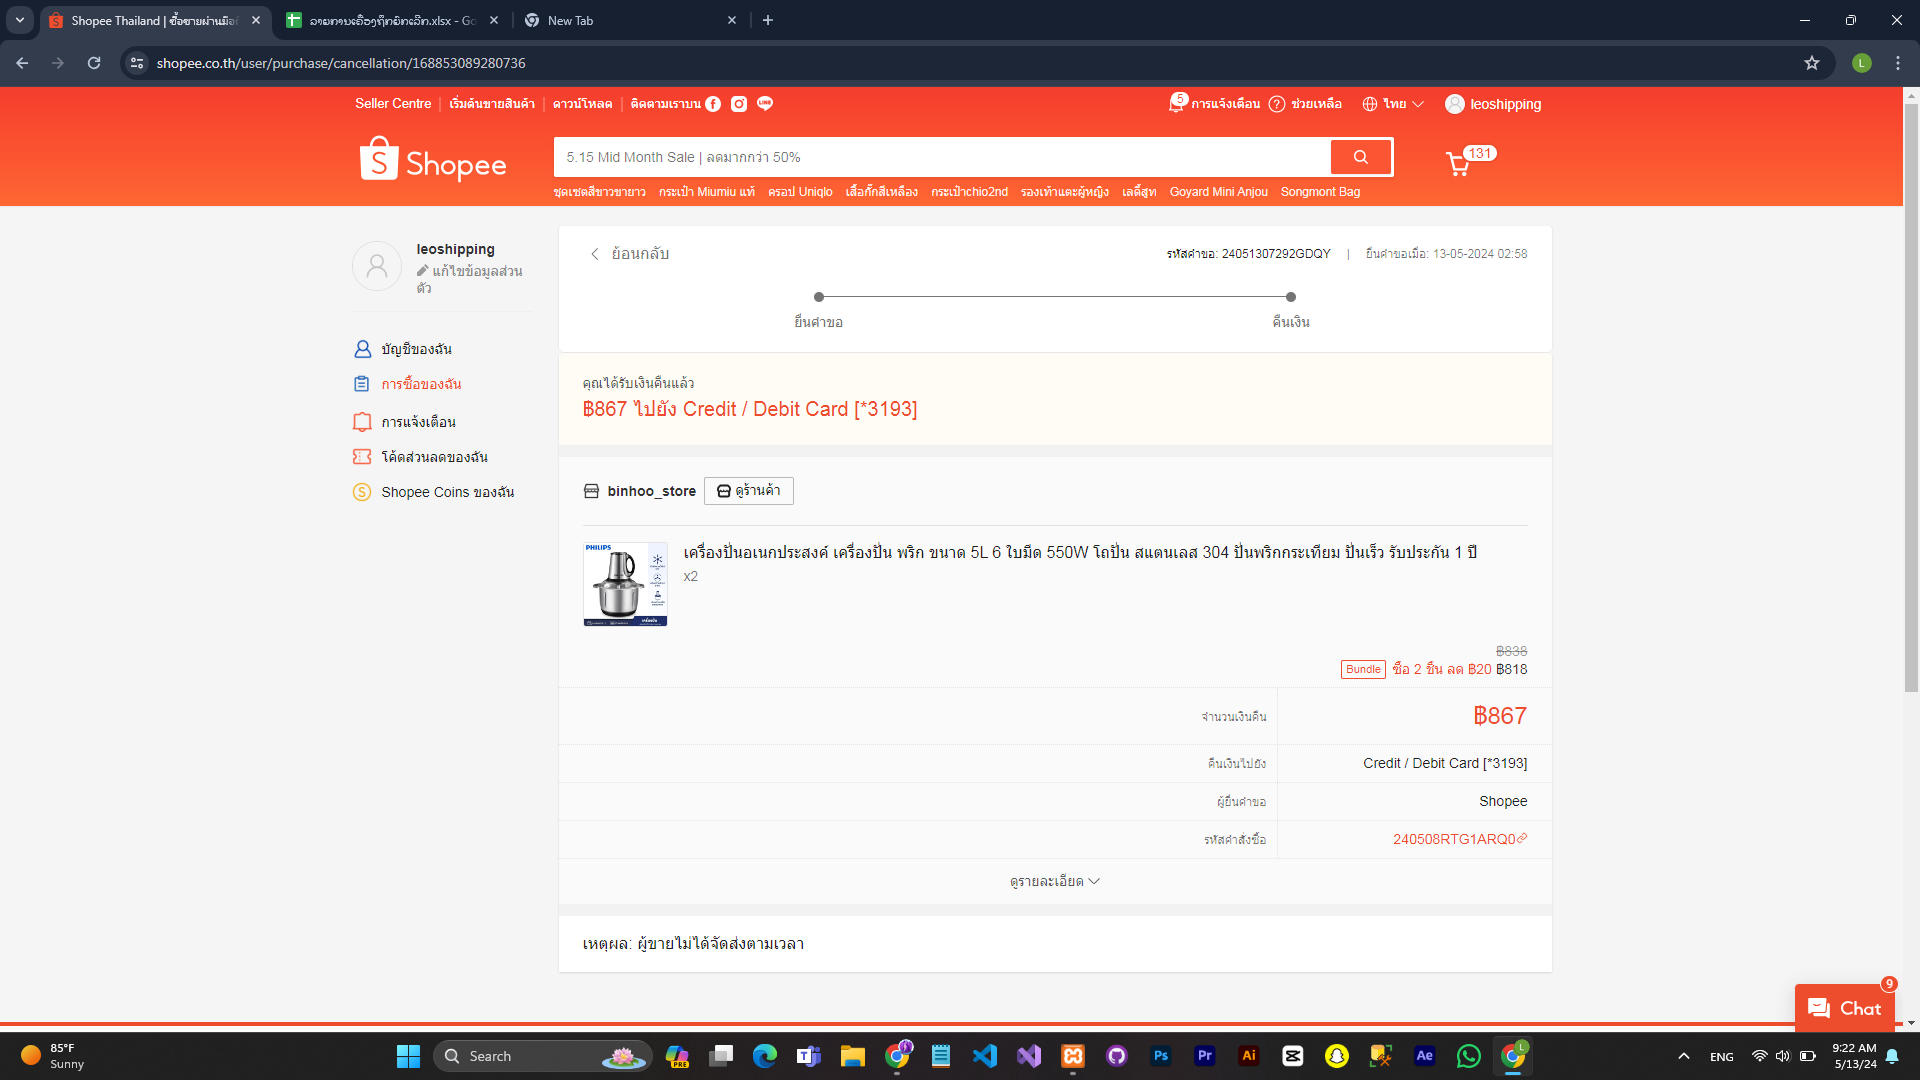 Shopee Thailand | ซื้อขายผ่านมือ
ລາຍການເຄື່ອງຖືກຍົກເລີກ.xlsx - Go
New Tab
shopee.co.th/user/purchase/cancellation/168853089280736
L
Seller Centre
เริ่มต้นขายสินค้า
ดาวน์โหลด
ติดตามเราบน
5
การแจ้งเตือน
ช่วยเหลือ
ไทย
leoshipping
Shopee
5.15 Mid Month Sale | ลดมากกว่า 50%
131
ชุดเซตสีขาวขายาว กระเป๋า Miumiu แท้ ครอป Uniqlo เสื้อกั๊กสีเหลือง กระเป๋าchio2nd รองเท้าแตะผู้หญิง เลดี้สูท Goyard Mini Anjou Songmont Bag
leoshipping
แก้ไขข้อมูลส่วน
ตัว
บัญชีของฉัน
การซื้อของฉัน
การแจ้งเตือน
โค้ดส่วนลดของฉัน
Shopee Coins ของฉัน
ย้อนกลับ
รหัสคำขอ: 24051307292GDQY | ยื่นคำขอเมื่อ: 13-05-2024 02:58
ยื่นคำขอ
คืนเงิน
คุณได้รับเงินคืนแล้ว
฿867 ไปยัง Credit / Debit Card [*3193]
binhoo_store
ดูร้านค้า
PHILIPS
เครื่องปั่นอเนกประสงค์ เครื่องปั่น พริก ขนาด 5L 6 ใบมีด 550W โถปั่น สแตนเลส 304 ปั่นพริกกระเทียม ปั่นเร็ว รับประกัน 1 ปี
x2
฿838
Bundle ซื้อ 2 ชิ้น ลด ฿20 ฿818
จำนวนเงินคืน ฿867
คืนเงินไปยัง Credit / Debit Card [*3193]
ผู้ยื่นคำขอ Shopee
รหัสคำสั่งซื้อ 240508RTG1ARQ0
ดูรายละเอียด
เหตุผล: ผู้ขายไม่ได้จัดส่งตามเวลา
9
Chat
85°F
Sunny
Search
PRE
Ps
Pr
Ai
Ae
L
ENG
9:22 AM
5/13/24